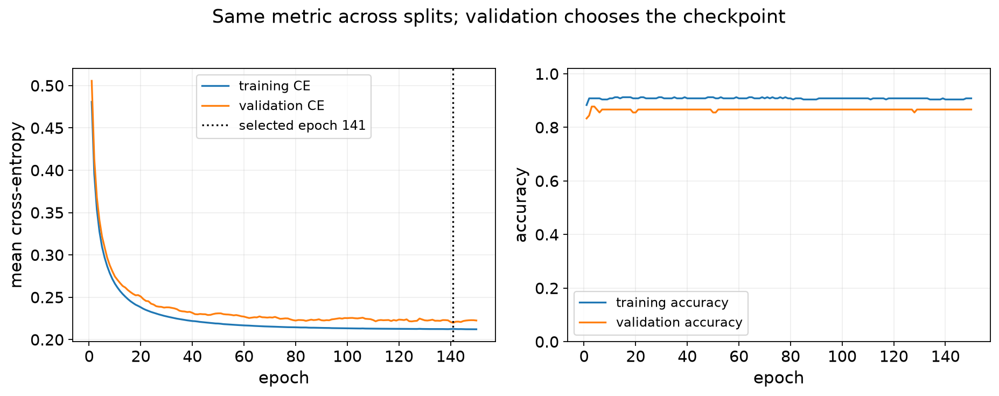 Same metric across splits; validation chooses the checkpoint
mean cross-entropy
0.50
0.45
0.40
0.35
0.30
0.25
0.20
training CE
validation CE
selected epoch 141
0 20 40 60 80 100 120 140
epoch
accuracy
1.0
0.8
0.6
0.4
0.2
0.0
training accuracy
validation accuracy
0 20 40 60 80 100 120 140
epoch